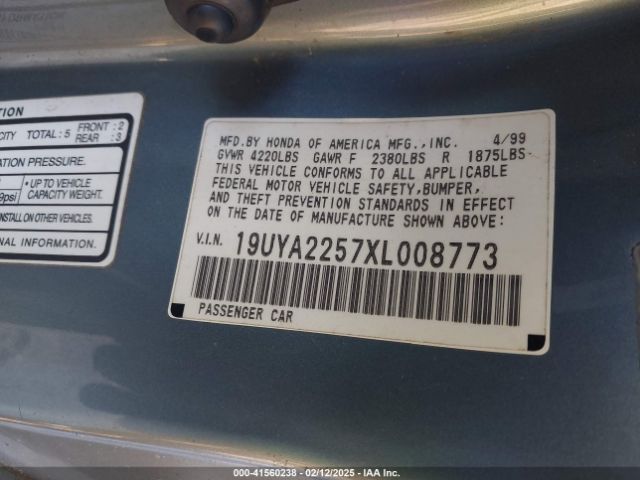 TION
CITY TOTAL: 5 FRONT: 2
REAR : 3
ATION PRESSURE.
9psi
• UP TO VEHICLE
CAPACITY WEIGHT.
INSTALL ON OTHER VEHICLES.
NAL INFORMATION.
MFD.BY HONDA OF AMERICA MFG.,INC. 4/99
GVWR 4220LBS GAWR F 2380LBS R 1875LBS
THIS VEHICLE CONFORMS TO ALL APPLICABLE
FEDERAL MOTOR VEHICLE SAFETY,BUMPER,
AND THEFT PREVENTION STANDARDS IN EFFECT
ON THE DATE OF MANUFACTURE SHOWN ABOVE:
V.I.N. 19UYA2257XL008773
PASSENGER CAR
000-41560238 - 02/12/2025 - IAAI.com